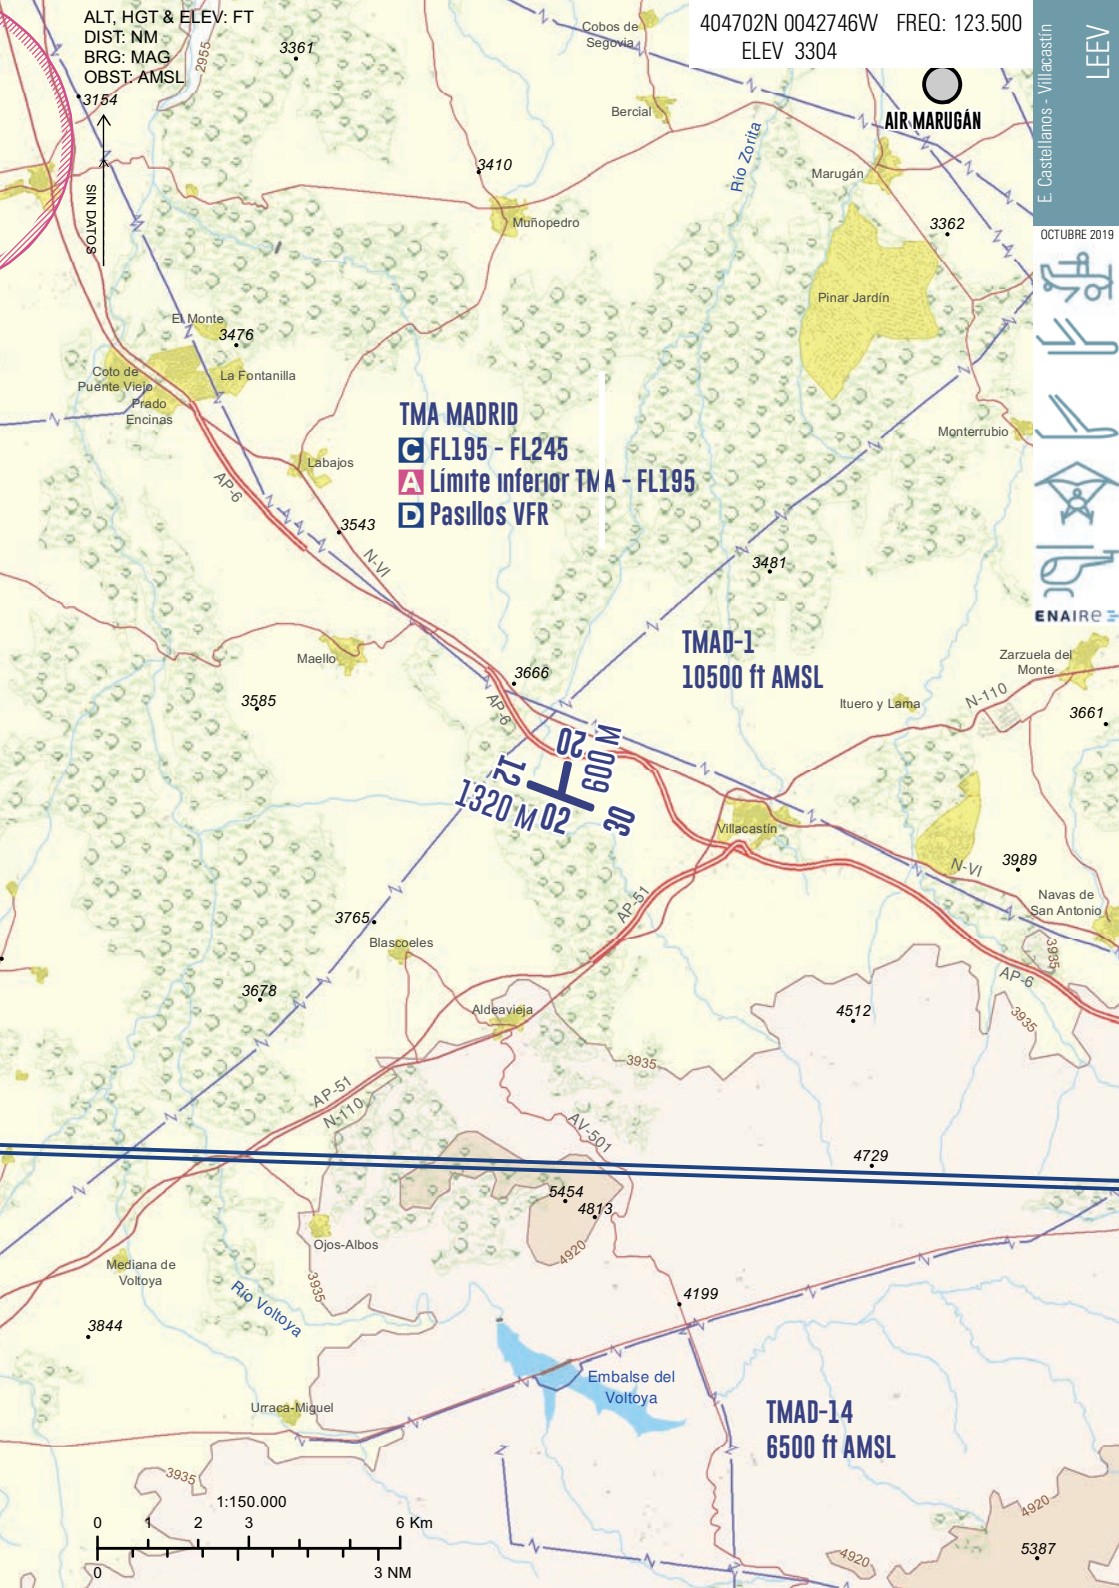 ALT, HGT & ELEV: FT
DIST: NM
BRG: MAG
OBST: AMSL
404702N 0042746W FREQ: 123.500
ELEV 3304
E. Castellanos - Villacastín
LEEV
OCTUBRE 2019
ENAIRE
AIR MARUGÁN
3154
SIN DATOS
2955
3361
Cobos de
Segovia
Bercial
3410
Muñopedro
Río Zorita
Marugán
3362
Pinar Jardín
El Monte
3476
La Fontanilla
Coto de
Puente Viejo
Prado
Encinas
Labajos
AP-6
3543
N-VI
TMA MADRID
C FL195 - FL245
A Límite inferior TMA - FL195
D Pasillos VFR
Monterrubio
3481
TMAD-1
10500 ft AMSL
Maello
3585
3666
AP-6
Zarzuela del
Monte
N-110
Ituero y Lama
3661
20
600 M
12
1320 M
02
30
Villacastín
N-VI
3989
Navas de
San Antonio
3935
AP-6
3935
AP-51
3765
Blascoeles
3678
Aldeavieja
4512
3935
AP-51
N-110
AV-501
4729
5454
4813
4920
Ojos-Albos
3935
Mediana de
Voltoya
Río Voltoya
3844
4199
Embalse del
Voltoya
Urraca-Miguel
TMAD-14
6500 ft AMSL
3935
4920
4920
5387
1:150.000
0 1 2 3 6 Km
0 3 NM